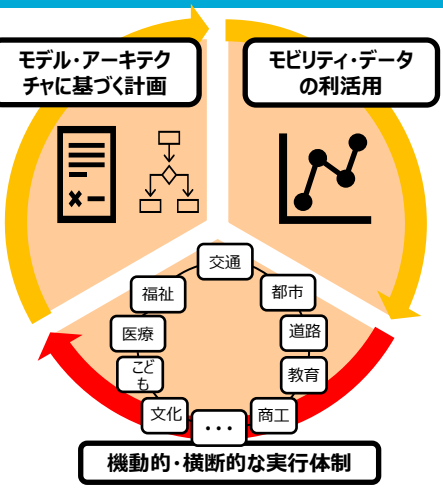 モデル・アーキテク
チャに基づく計画
モビリティ・データ
の利活用
交通
福祉
都市
医療
道路
こど
も
教育
文化
商工
・・・
機動的・横断的な実行体制